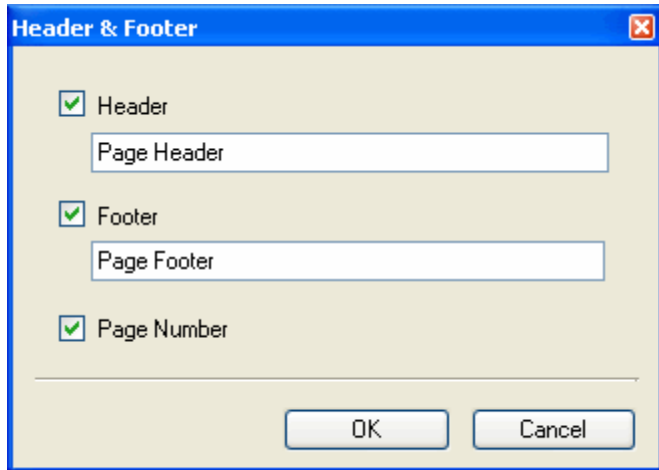 Header & Footer
Header
Page Header
Footer
Page Footer
Page Number
OK
Cancel